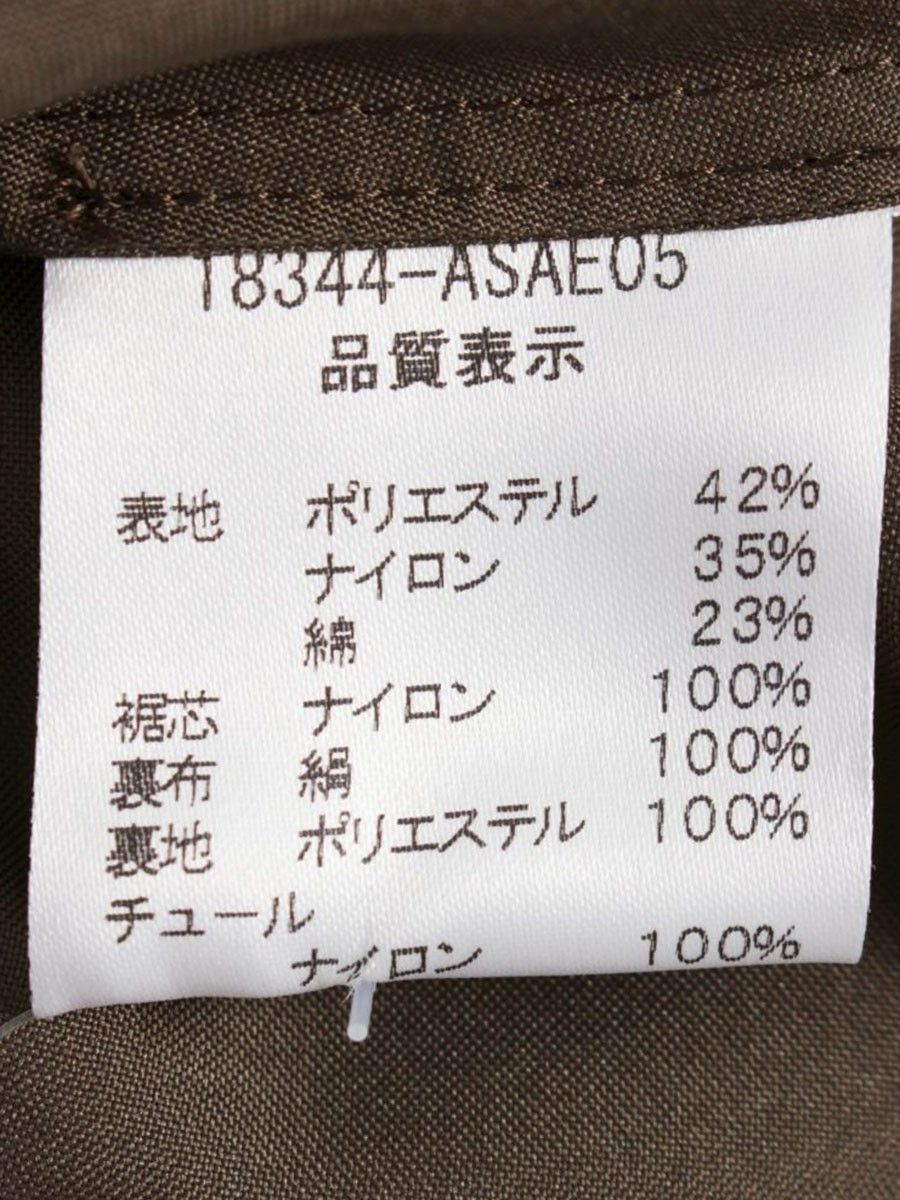 T8344-ASAE05
品質表示
表地 ポリエステル 42%
ナイロン 35%
綿 23%
裾芯 ナイロン 100%
裏布 絹 100%
裏地 ポリエステル 100%
チュール
ナイロン 100%